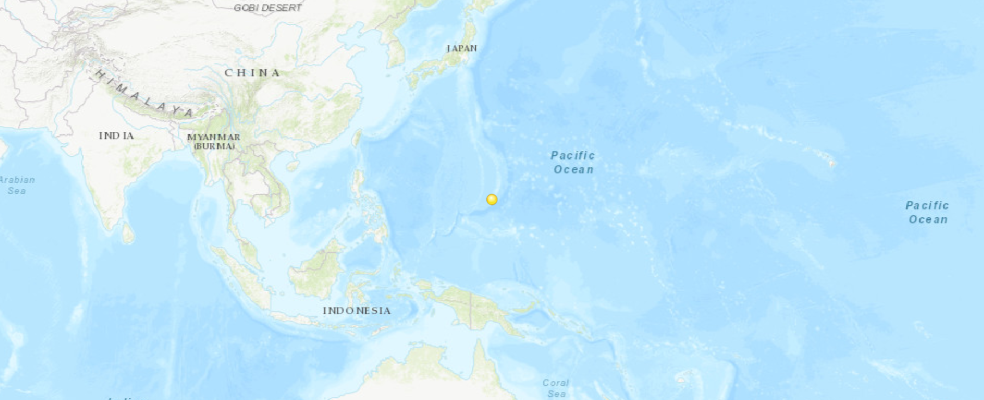 GOBI DESERT
JAPAN
CHINA
HIMALAYA
INDIA
MYANMAR
(BURMA)
Pacific
Ocean
Arabian
Sea
Pacific
Ocean
INDONESIA
Coral
Sea